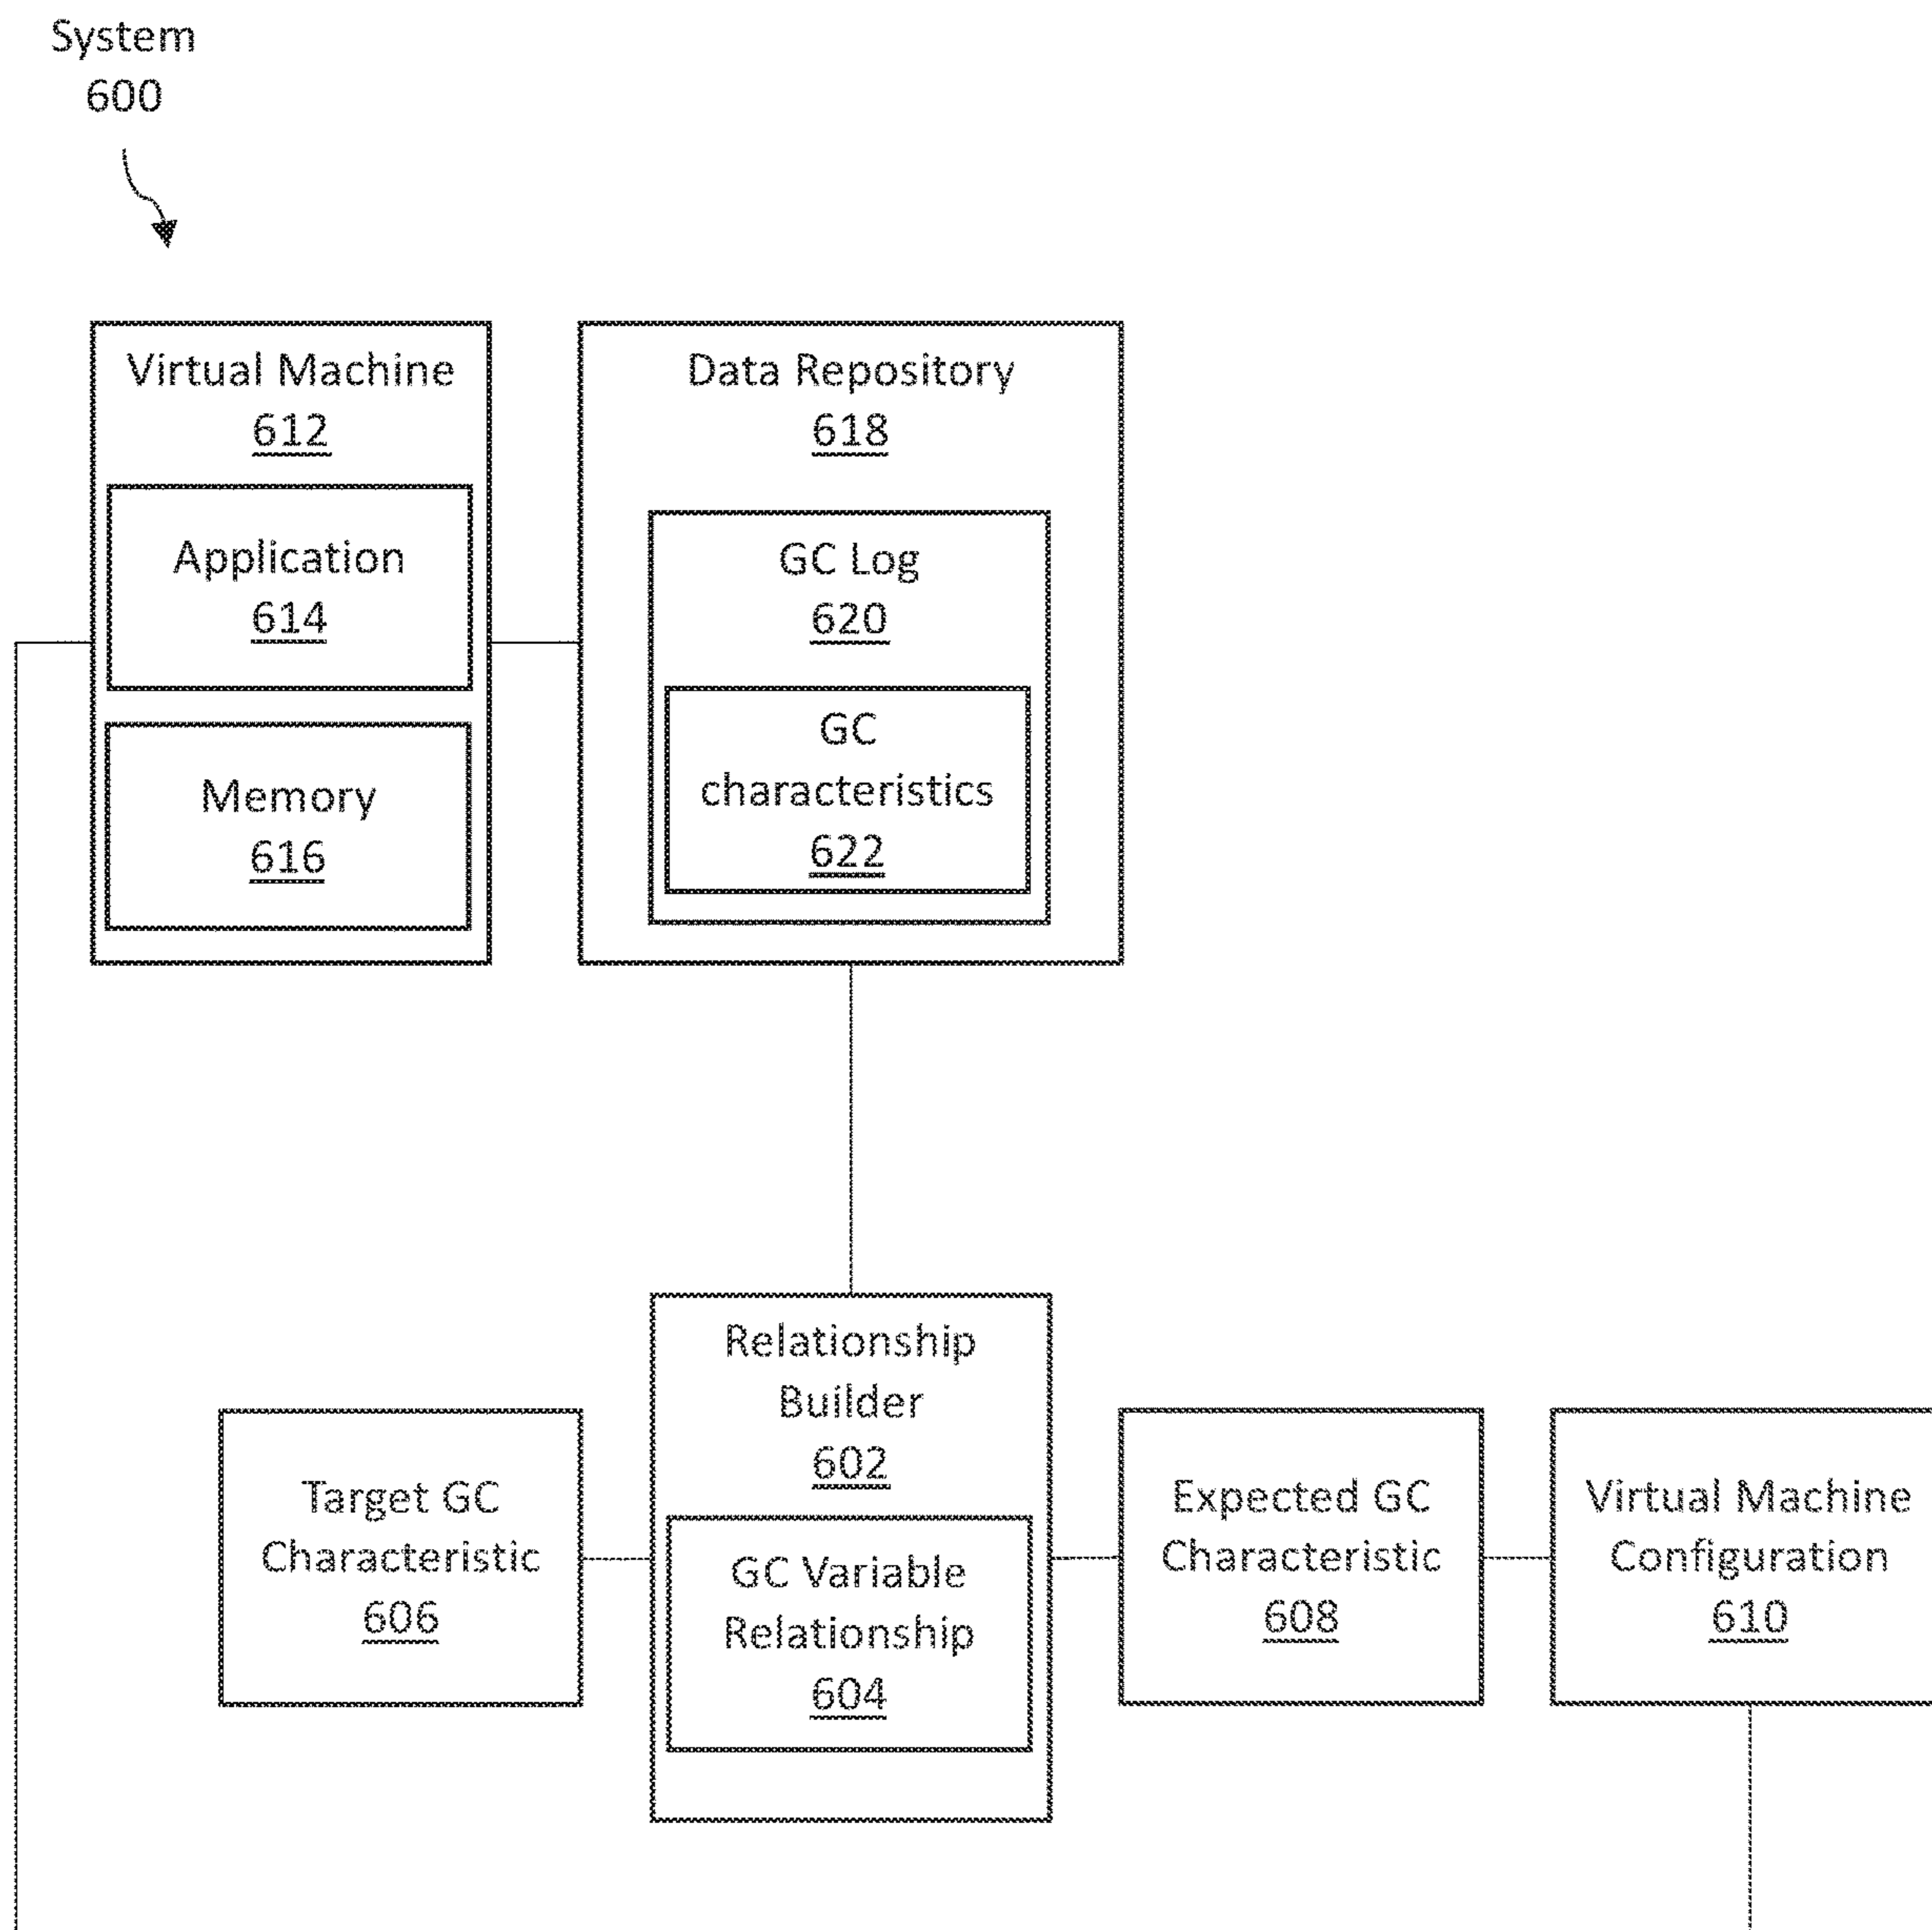 System
600
Virtual Machine
612
Application
614
Memory
616
Data Repository
618
GC Log
620
GC
characteristics
622
Relationship
Builder
602
GC Variable
Relationship
604
Target GC
Characteristic
606
Expected GC
Characteristic
608
Virtual Machine
Configuration
610